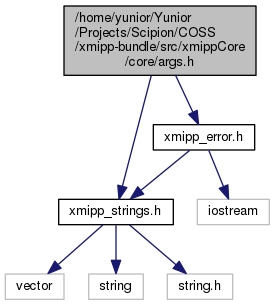 /home/yunior/Yunior
/Projects/Scipion/COSS
/xmipp-bundle/src/xmippCore
/core/args.h
xmipp_error.h
xmipp_strings.h
iostream
vector
string
string.h